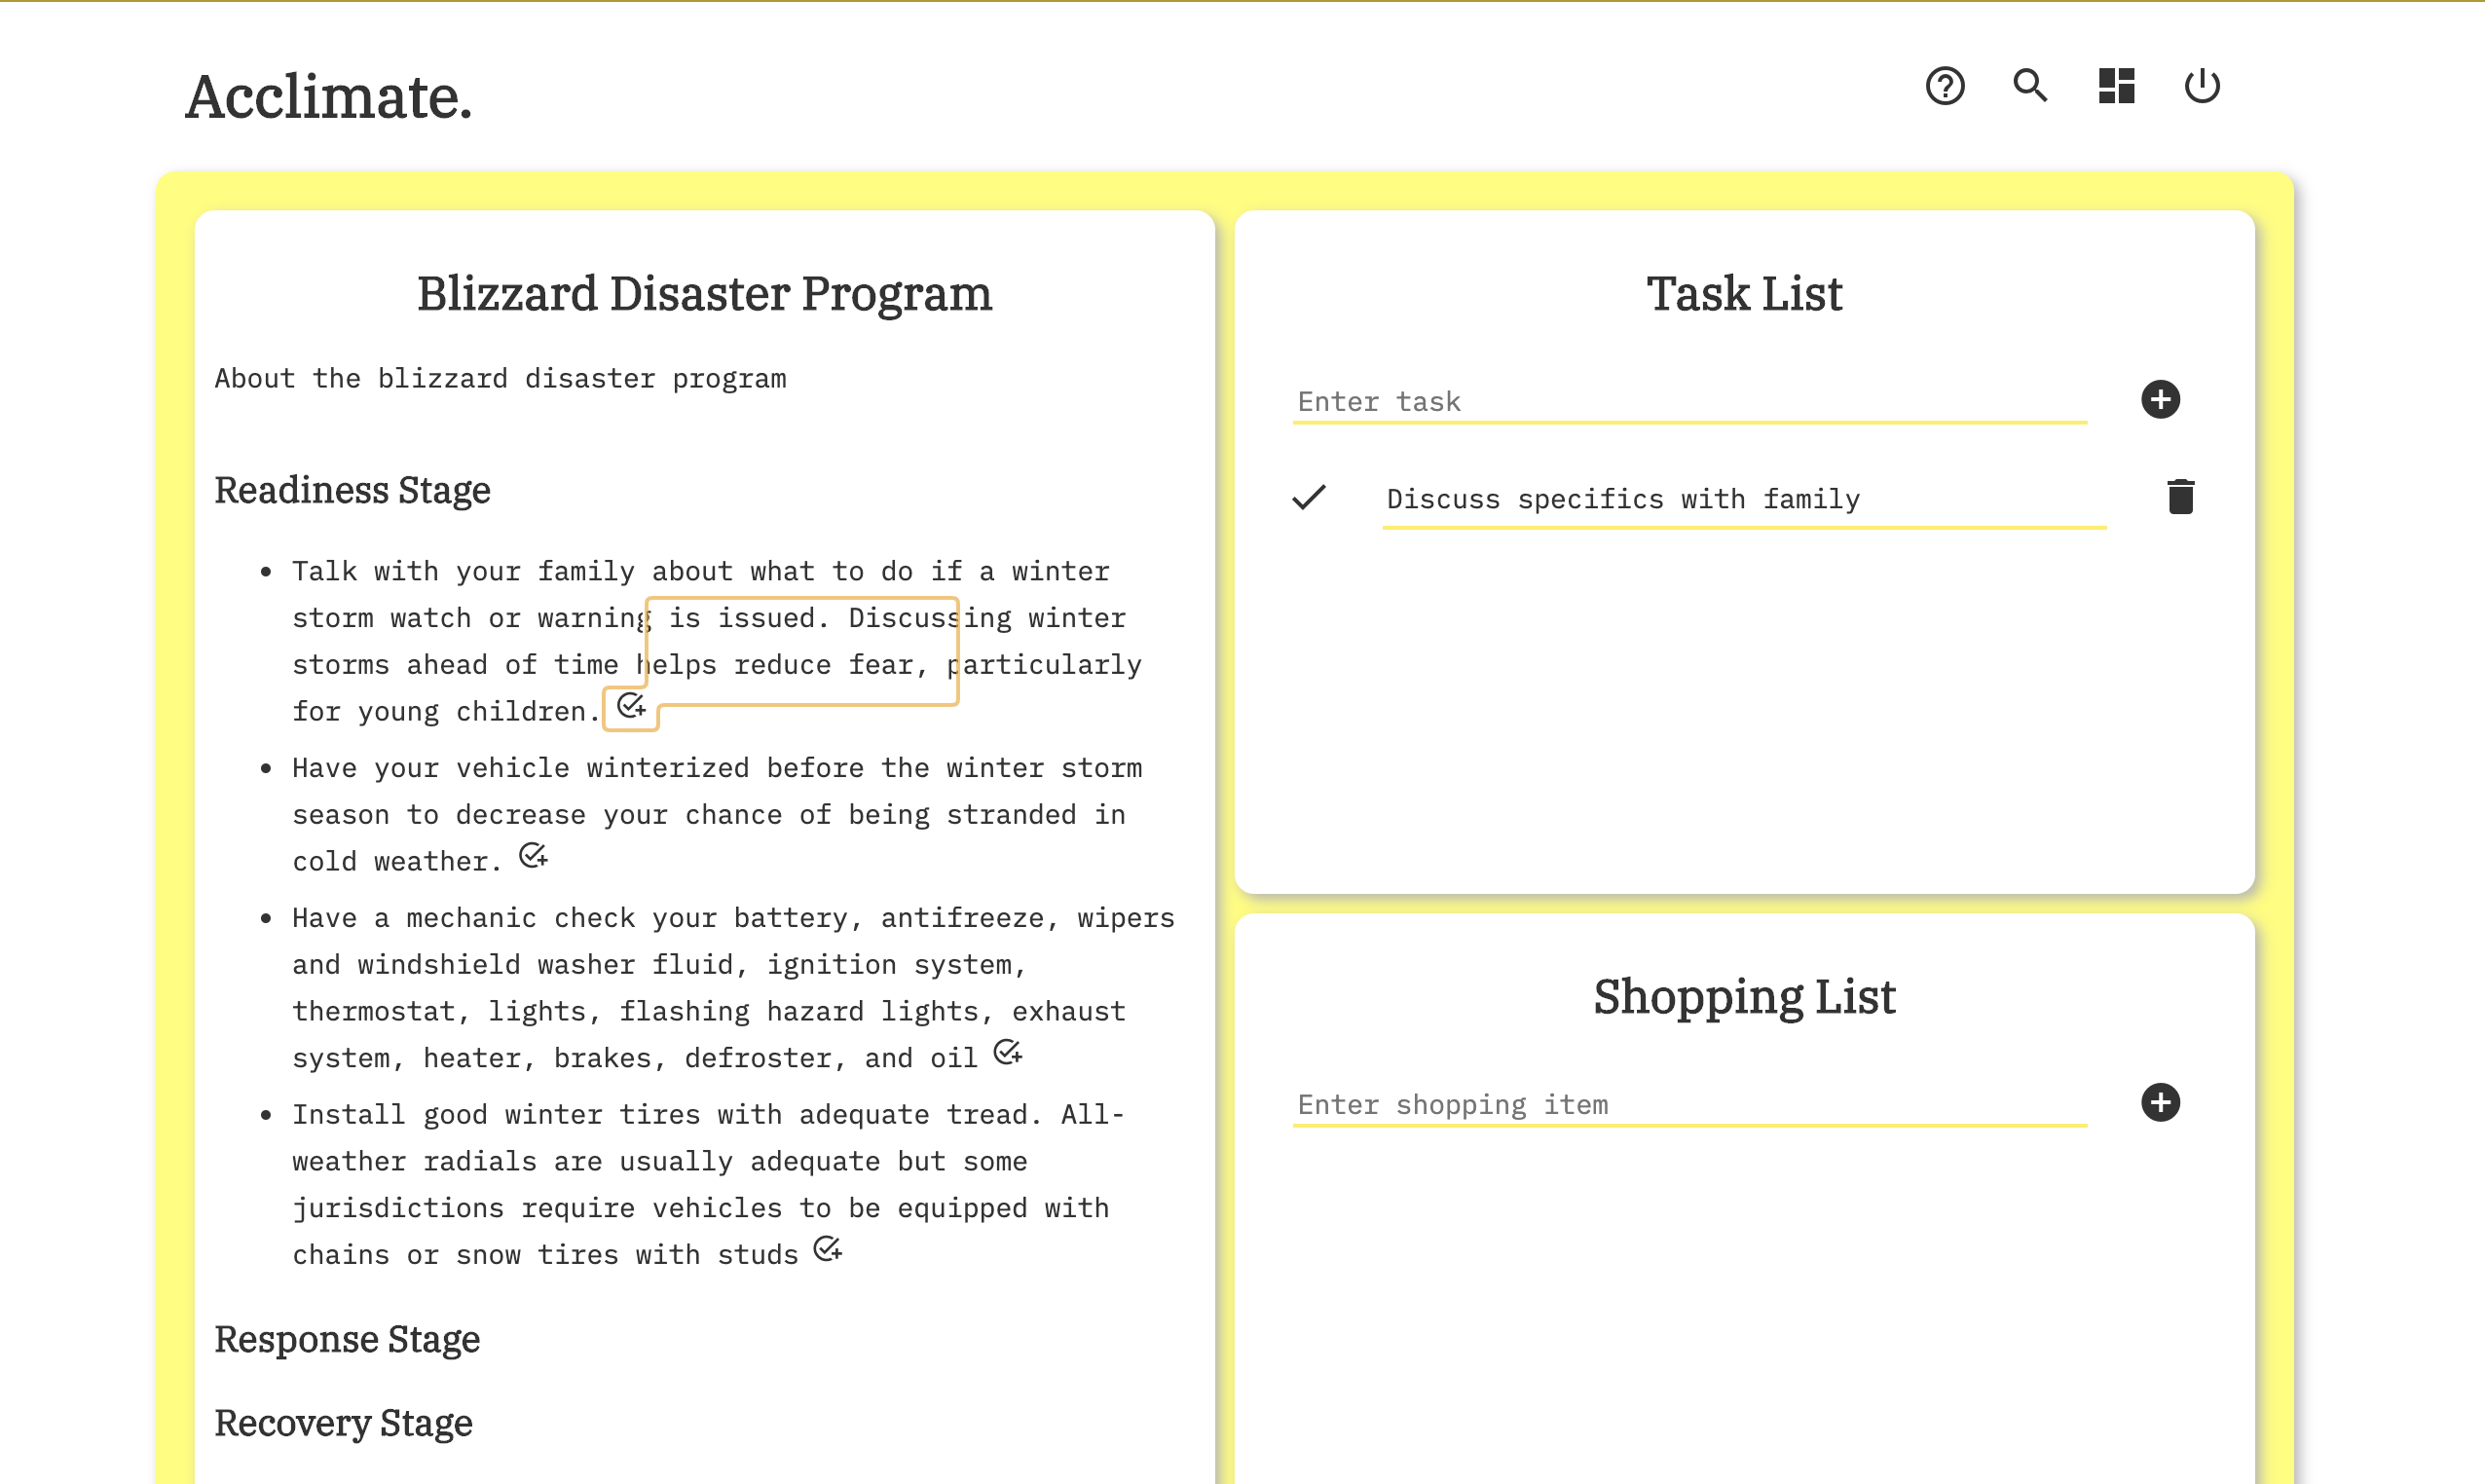 Acclimate.
Blizzard Disaster Program
About the blizzard disaster program
Readiness Stage
Talk with your family about what to do if a winter
storm watch or warning is issued. Discussing winter
storms ahead of time helps reduce fear, particularly
for young children.
Have your vehicle winterized before the winter storm
season to decrease your chance of being stranded in
cold weather.
Have a mechanic check your battery, antifreeze, wipers
and windshield washer fluid, ignition system,
thermostat, lights, flashing hazard lights, exhaust
system, heater, brakes, defroster, and oil
Install good winter tires with adequate tread. All-
weather radials are usually adequate but some
jurisdictions require vehicles to be equipped with
chains or snow tires with studs
Response Stage
Recovery Stage
Task List
Enter task
Discuss specifics with family
Shopping List
Enter shopping item